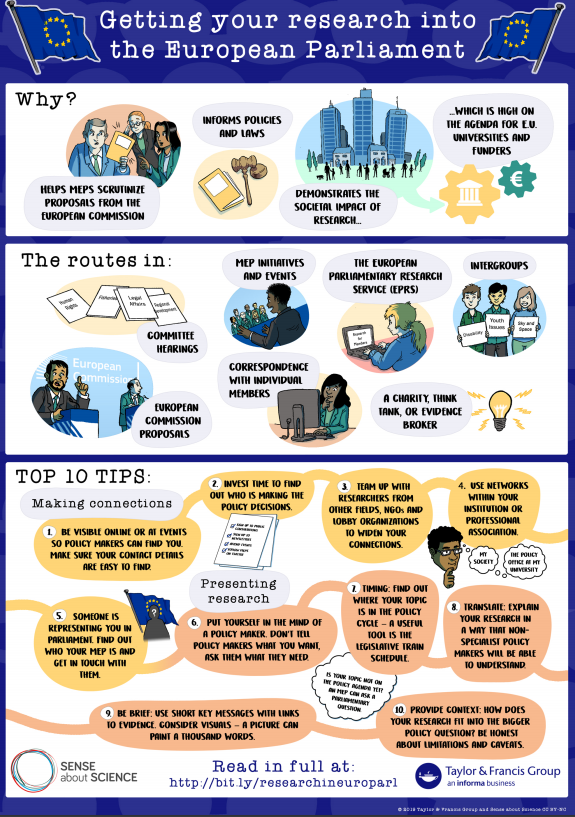 Getting your research into
the European Parliament
Why?
HELPS MEPS SCRUTINIZE
PROPOSALS FROM THE
EUROPEAN COMMISSION
INFORMS POLICIES
AND LAWS
DEMONSTRATES THE
SOCIETAL IMPACT OF
RESEARCH...
...WHICH IS HIGH ON
THE AGENDA FOR E.U.
UNIVERSITIES AND
FUNDERS
€
The routes in:
Human
Rights
Fisheries
Legal
Affairs
Regional
Development
COMMITTEE
HEARINGS
European
Commission
EUROPEAN
COMMISSION
PROPOSALS
MEP INITIATIVES
AND EVENTS
CORRESPONDENCE
WITH INDIVIDUAL
MEMBERS
THE EUROPEAN
PARLIAMENTARY RESEARCH
SERVICE (EPRS)
Research
for
Members
INTERGROUPS
Disability
Youth
Issues
Sky and
Space
A CHARITY, THINK
TANK, OR EVIDENCE
BROKER
TOP 10 TIPS:
Making connections
1. BE VISIBLE ONLINE OR AT EVENTS
SO POLICY MAKERS CAN FIND YOU.
MAKE SURE YOUR CONTACT DETAILS
ARE EASY TO FIND.
2. INVEST TIME TO FIND
OUT WHO IS MAKING THE
POLICY DECISIONS.
3. TEAM UP WITH
RESEARCHERS FROM
OTHER FIELDS, NGOs AND
LOBBY ORGANIZATIONS
TO WIDEN YOUR
CONNECTIONS.
4. USE NETWORKS
WITHIN YOUR
INSTITUTION OR
PROFESSIONAL
ASSOCIATION.
MY
SOCIETY
THE POLICY
OFFICE AT MY
UNIVERSITY
5. SOMEONE IS
REPRESENTING YOU IN
PARLIAMENT. FIND OUT
WHO YOUR MEP IS AND
GET IN TOUCH WITH
THEM.
?
Presenting
research
6. PUT YOURSELF IN THE MIND OF
A POLICY MAKER. DON'T TELL
POLICY MAKERS WHAT YOU WANT,
ASK THEM WHAT THEY NEED.
7. TIMING: FIND OUT
WHERE YOUR TOPIC
IS IN THE POLICY
CYCLE – A USEFUL
TOOL IS THE
LEGISLATIVE TRAIN
SCHEDULE.
8. TRANSLATE: EXPLAIN
YOUR RESEARCH IN
A WAY THAT NON-
SPECIALIST POLICY
MAKERS WILL BE ABLE
TO UNDERSTAND.
IS YOUR TOPIC NOT ON
THE POLICY AGENDA YET?
AN MEP CAN ASK A
PARLIAMENTARY
QUESTION.
9. BE BRIEF: USE SHORT KEY MESSAGES WITH LINKS
TO EVIDENCE. CONSIDER VISUALS – A PICTURE CAN
PAINT A THOUSAND WORDS.
10. PROVIDE CONTEXT: HOW DOES
YOUR RESEARCH FIT INTO THE BIGGER
POLICY QUESTION? BE HONEST
ABOUT LIMITATIONS AND CAVEATS.
SENSE
about SCIENCE
Read in full at:
http://bit.ly/researchineuroparl
Taylor & Francis Group
an informa business